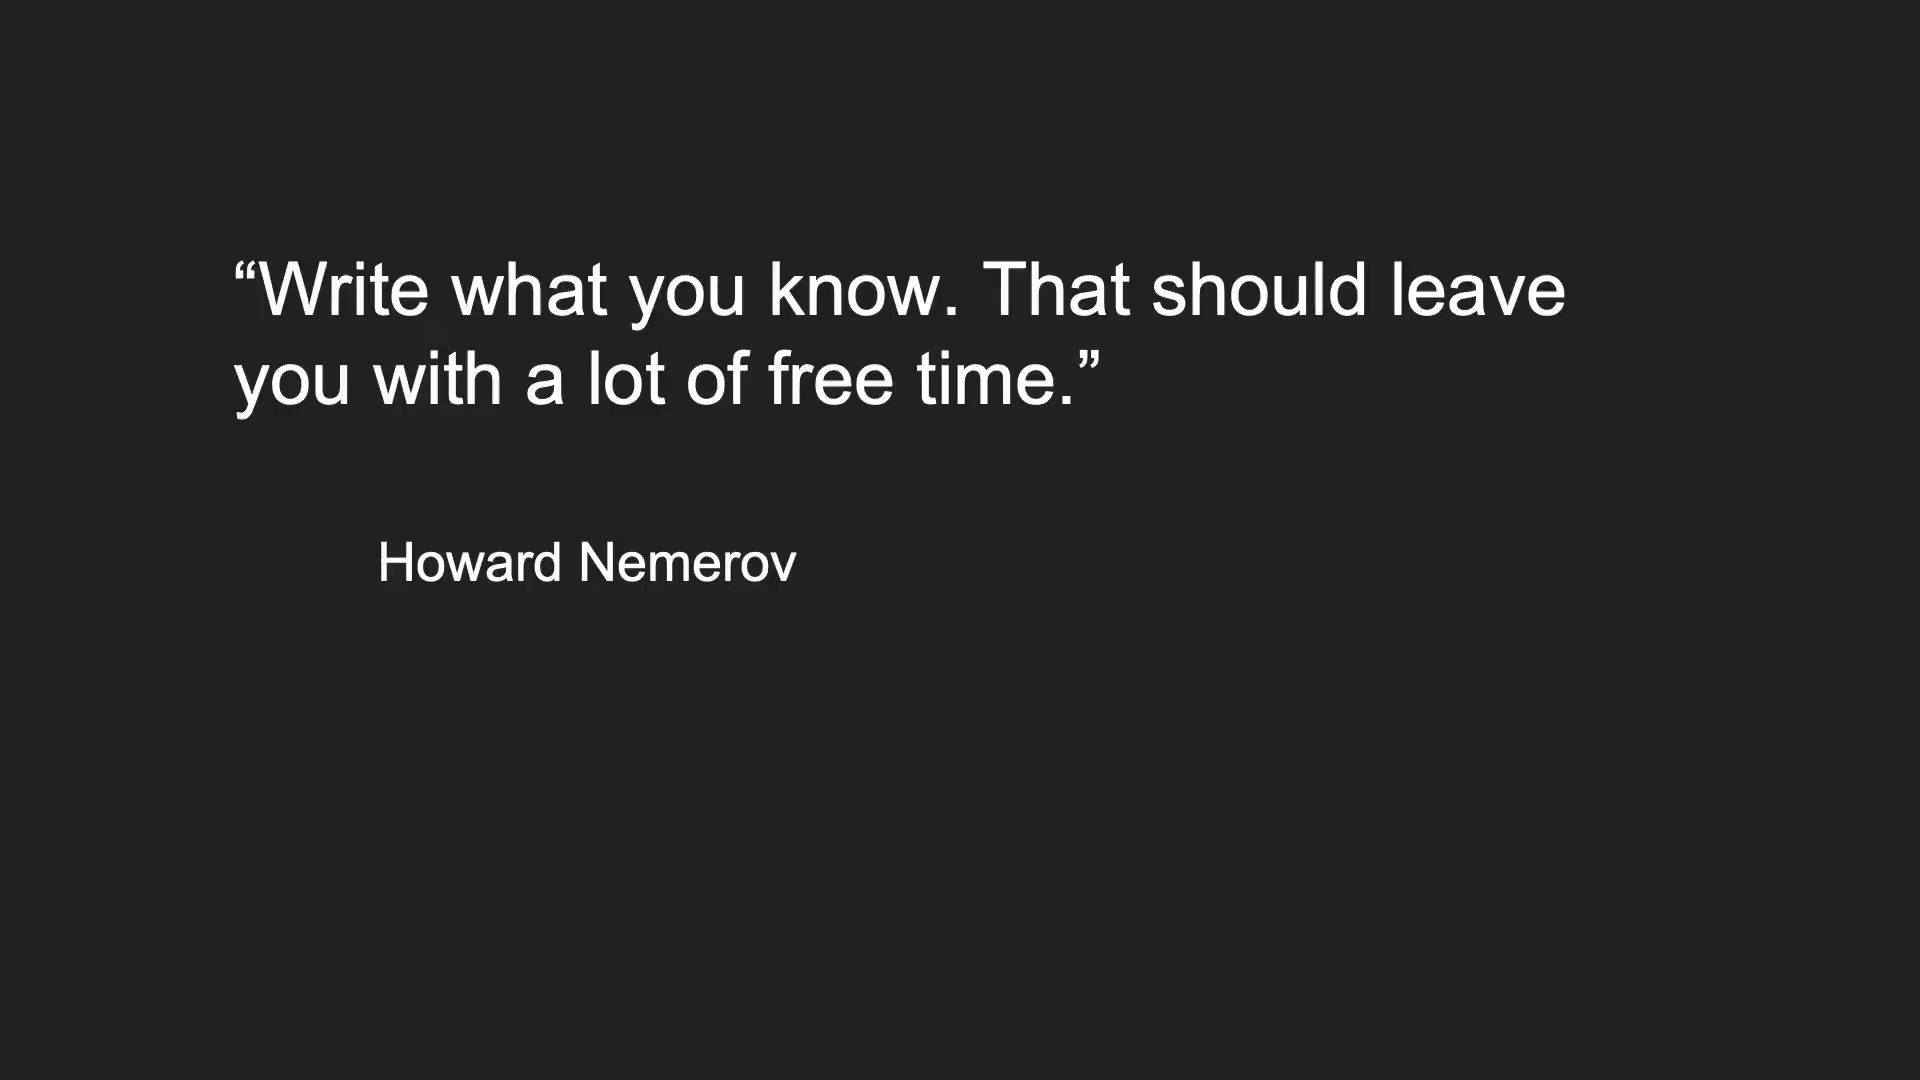 “Write what you know. That should leave
you with a lot of free time.”
Howard Nemerov